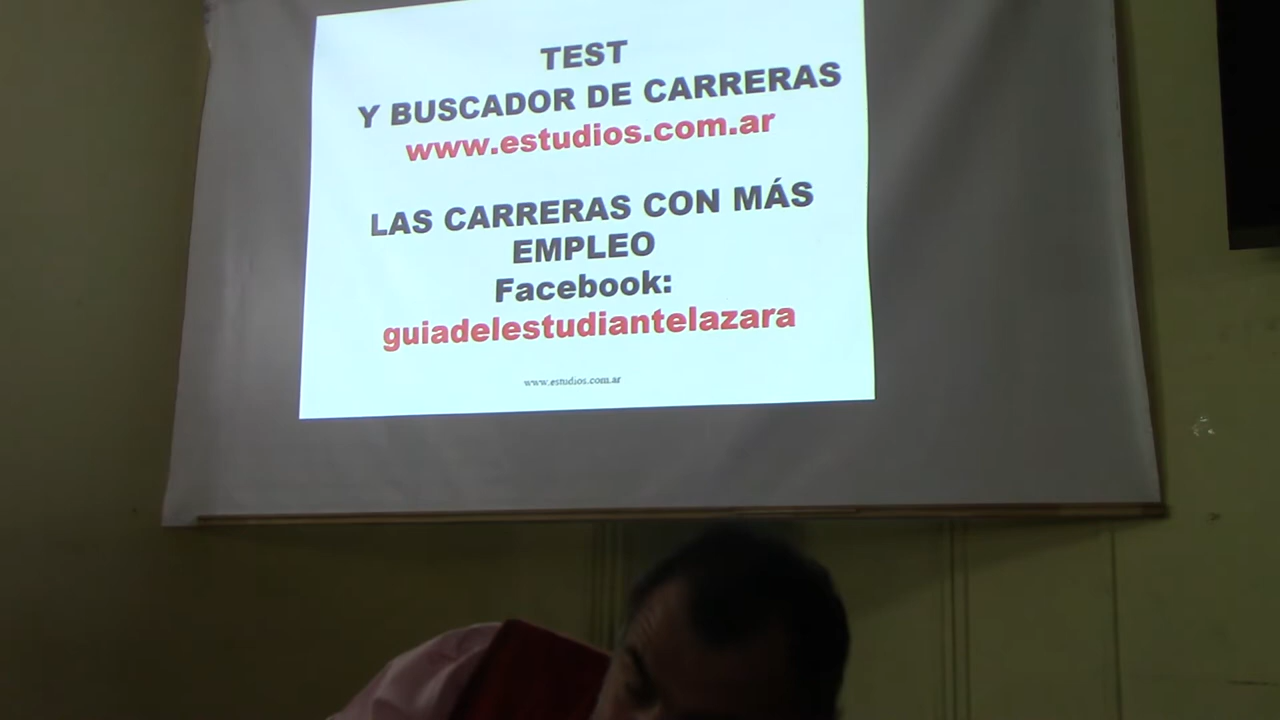 TEST
Y BUSCADOR DE CARRERAS
www.estudios.com.ar
LAS CARRERAS CON MÁS
EMPLEO
Facebook:
guiadelestudiantelazara
www.estudios.com.ar